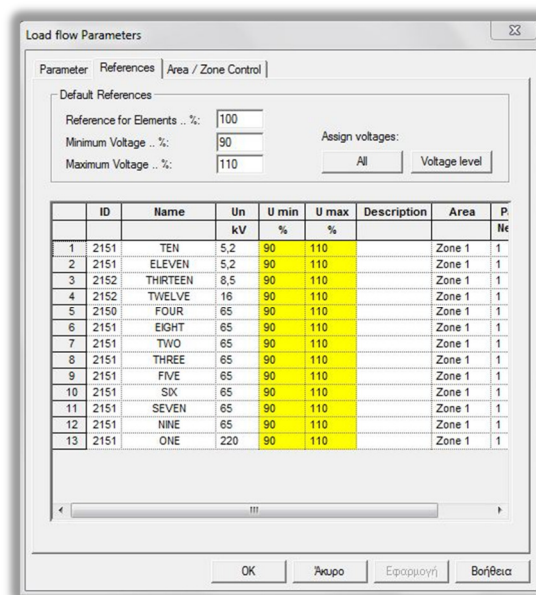 Load flow Parameters
Parameter References Area / Zone Control
Default References
Reference for Elements .. %: 100
Minimum Voltage .. %: 90
Maximum Voltage .. %: 110
Assign voltages:
All Voltage level
ID Name Un U min U max Description Area
kV % % Ne
1 2151 TEN 5,2 90 110 Zone 1 1
2 2151 ELEVEN 5,2 90 110 Zone 1 1
3 2152 THIRTEEN 8,5 90 110 Zone 1 1
4 2152 TWELVE 16 90 110 Zone 1 1
5 2150 FOUR 65 90 110 Zone 1 1
6 2151 EIGHT 65 90 110 Zone 1 1
7 2151 TWO 65 90 110 Zone 1 1
8 2151 THREE 65 90 110 Zone 1 1
9 2151 FIVE 65 90 110 Zone 1 1
10 2151 SIX 65 90 110 Zone 1 1
11 2151 SEVEN 65 90 110 Zone 1 1
12 2151 NINE 65 90 110 Zone 1 1
13 2151 ONE 220 90 110 Zone 1 1
OK Άκυρο Εφαρμογή Βοήθεια